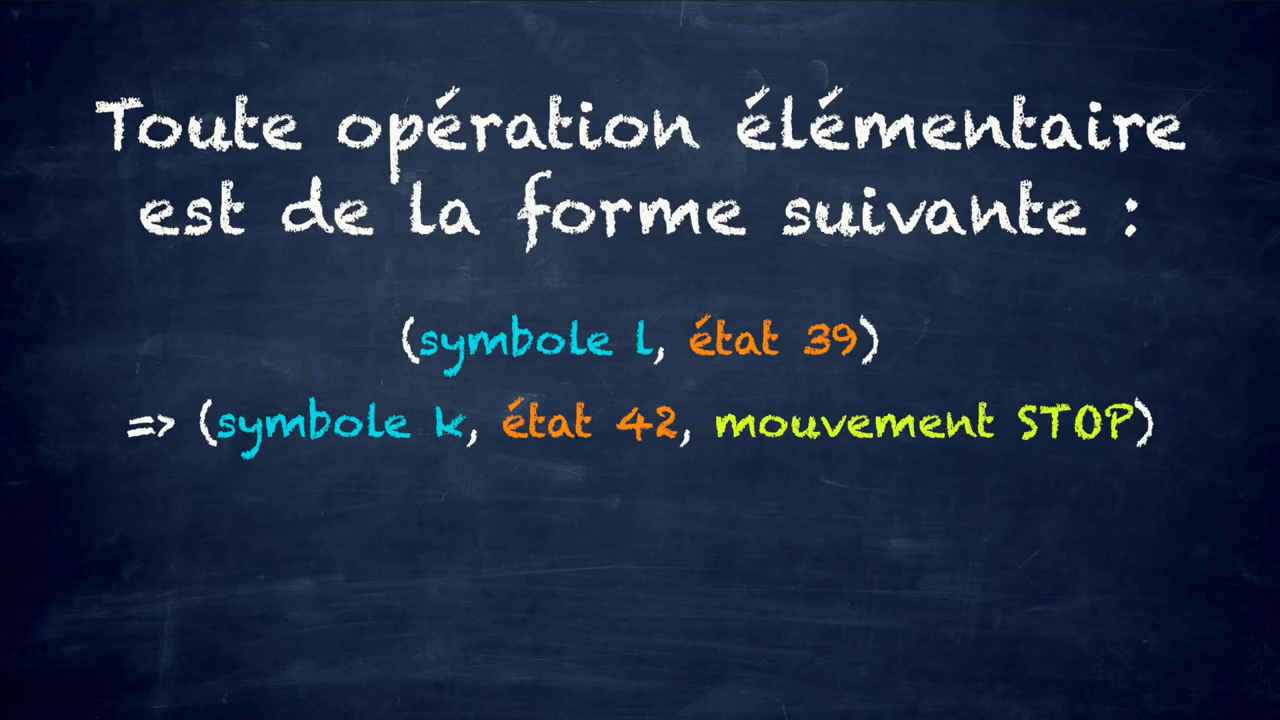 Toute opération élémentaire
est de la forme suivante :
(symbole l, état 39)
=> (symbole k, état 42, mouvement STOP)